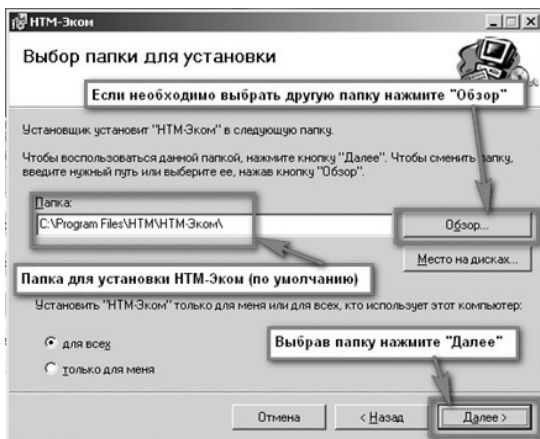 НТМ-Эком
Выбор папки для установки
Если необходимо выбрать другую папку нажмите "Обзор"
Установщик установит "НТМ-Эком" в следующую папку.
Чтобы воспользоваться данной папкой, нажмите кнопку "Далее". Чтобы сменить папку,
введите нужный путь или выберите ее, нажав кнопку "Обзор".
Папка:
C:\Program Files\НТМ\НТМ-Эком\
Обзор...
Место на дисках...
Папка для установки НТМ-Эком (по умолчанию)
Установить "НТМ-Эком" только для меня или для всех, кто использует этот компьютер:
для всех
только для меня
Выбрав папку нажмите "Далее"
Отмена
< Назад
Далее >